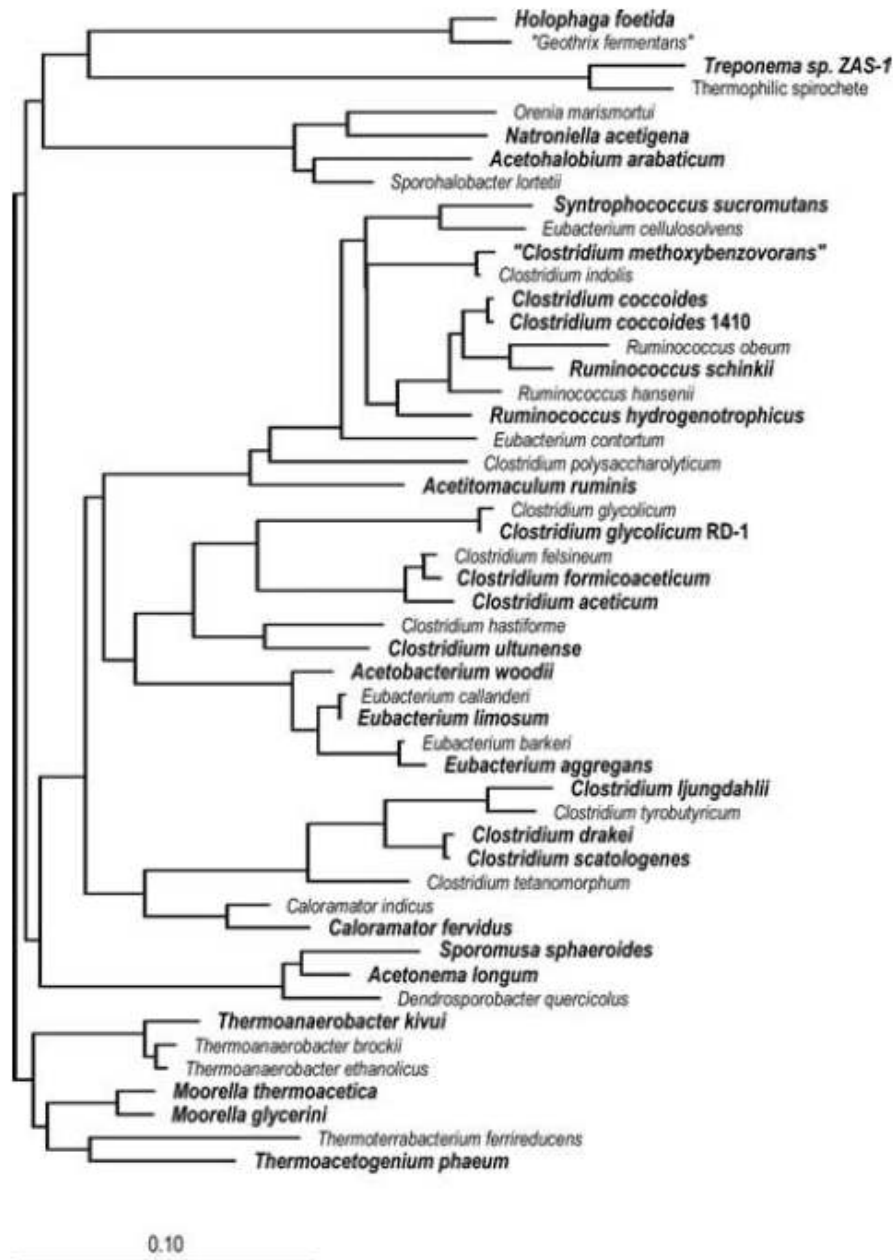 Holophaga foetida
"Geothrix fermentans"
Treponema sp. ZAS-1
Thermophilic spirochete
Orenia marismortui
Natroniella acetigena
Acetohalobium arabaticum
Sporohalobacter lortetii
Syntrophococcus sucromutans
Eubacterium cellulosolvens
"Clostridium methoxybenzovorans"
Clostridium indolis
Clostridium coccoides
Clostridium coccoides 1410
Ruminococcus obeum
Ruminococcus schinkii
Ruminococcus hansenii
Ruminococcus hydrogenotrophicus
Eubacterium contortum
Clostridium polysaccharolyticum
Acetitomaculum ruminis
Clostridium glycolicum
Clostridium glycolicum RD-1
Clostridium felsineum
Clostridium formicoaceticum
Clostridium aceticum
Clostridium hastiforme
Clostridium ultunense
Acetobacterium woodii
Eubacterium callanderi
Eubacterium limosum
Eubacterium barkeri
Eubacterium aggregans
Clostridium ljungdahlii
Clostridium tyrobutyricum
Clostridium drakei
Clostridium scatologenes
Clostridium tetanomorphum
Caloramator indicus
Caloramator fervidus
Sporomusa sphaeroides
Acetonema longum
Dendrosporobacter quercicolus
Thermoanaerobacter kivui
Thermoanaerobacter brockii
Thermoanaerobacter ethanolicus
Moorella thermoacetica
Moorella glycerini
Thermoterrabacterium ferrireducens
Thermoacetogenium phaeum
0.10